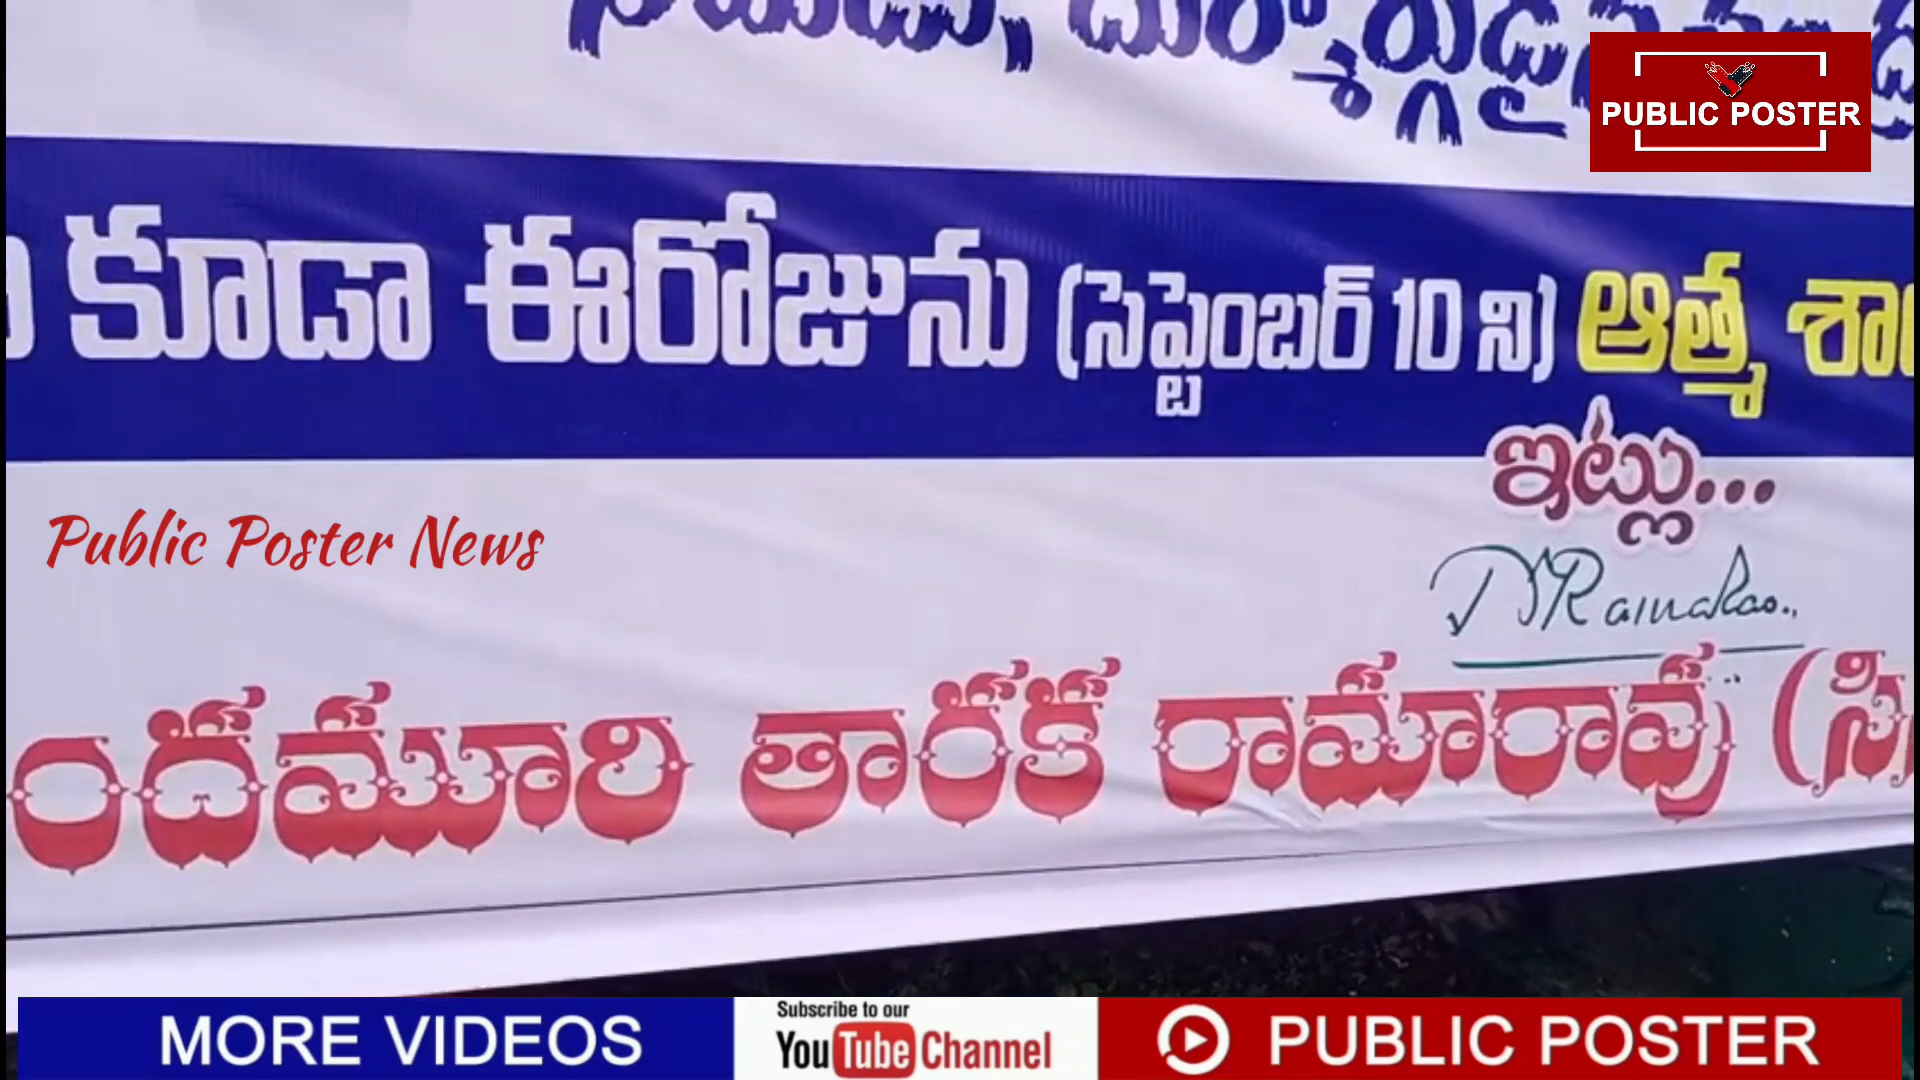 PUBLIC POSTER
కూడా ఈరోజును (సెప్టెంబర్ 10 ని) ఆత్మ
ఇట్లు...
Public Poster News
ందమూరి తారక రామారావు
MORE VIDEOS
Subscribe to our
YouTube Channel
PUBLIC POSTER